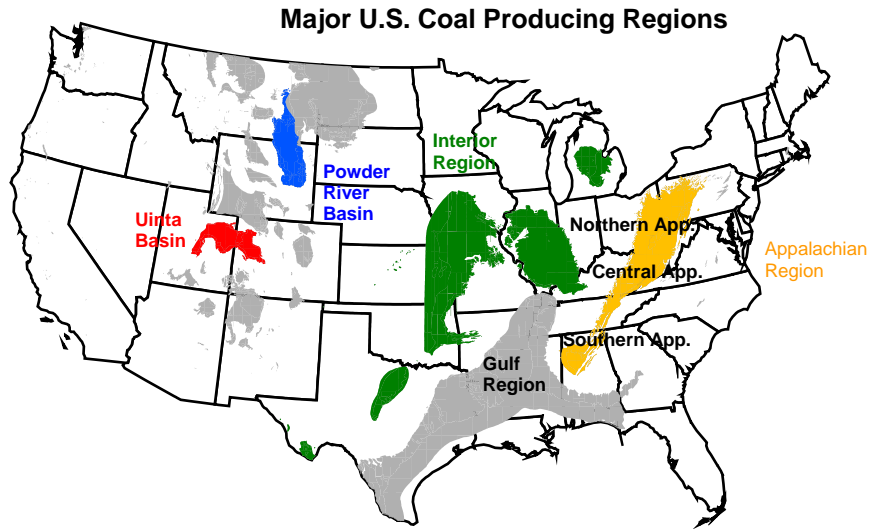 Major U.S. Coal Producing Regions
Interior
Region
Powder
River
Basin
Uinta
Basin
Northern App.
Central App.
Appalachian
Region
Southern App.
Gulf
Region